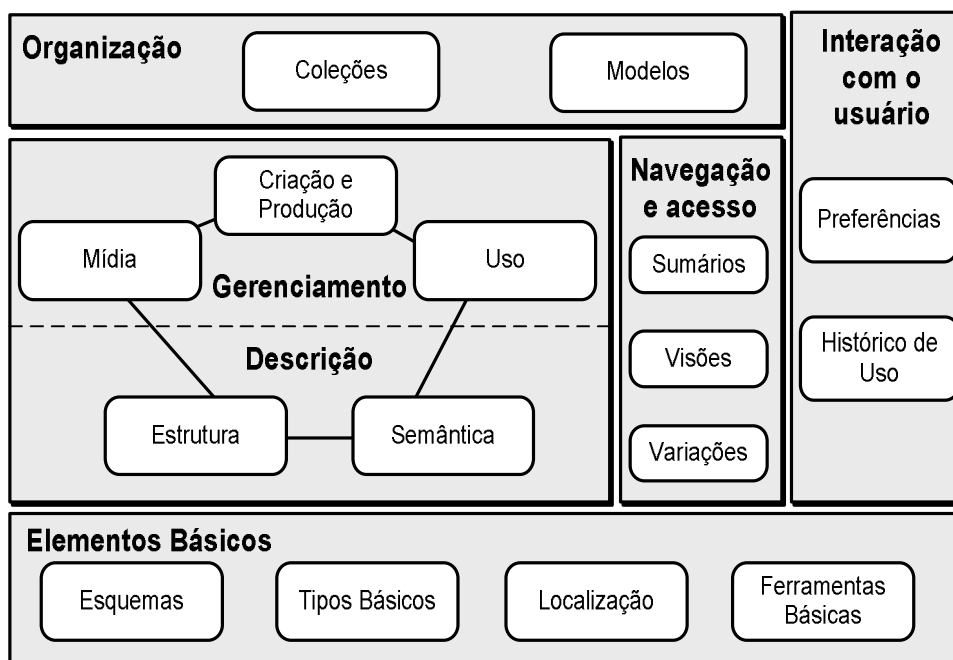 Organização
Coleções
Modelos
Interação
com o
usuário
Preferências
Histórico de
Uso
Criação e
Produção
Mídia
Uso
Gerenciamento
Descrição
Estrutura
Semântica
Navegação
e acesso
Sumários
Visões
Variações
Elementos Básicos
Esquemas
Tipos Básicos
Localização
Ferramentas
Básicas